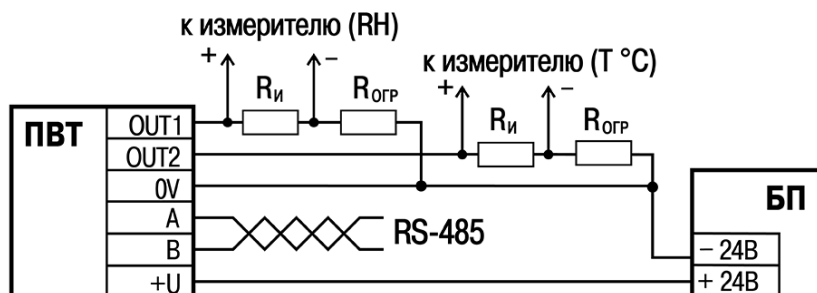 к измерителю (RH)
+ −
к измерителю (T °C)
+ −
Rи Rогр
Rи Rогр
ПВТ
OUT1
OUT2
0V
A
B
+U
RS-485
БП
− 24В
+ 24В